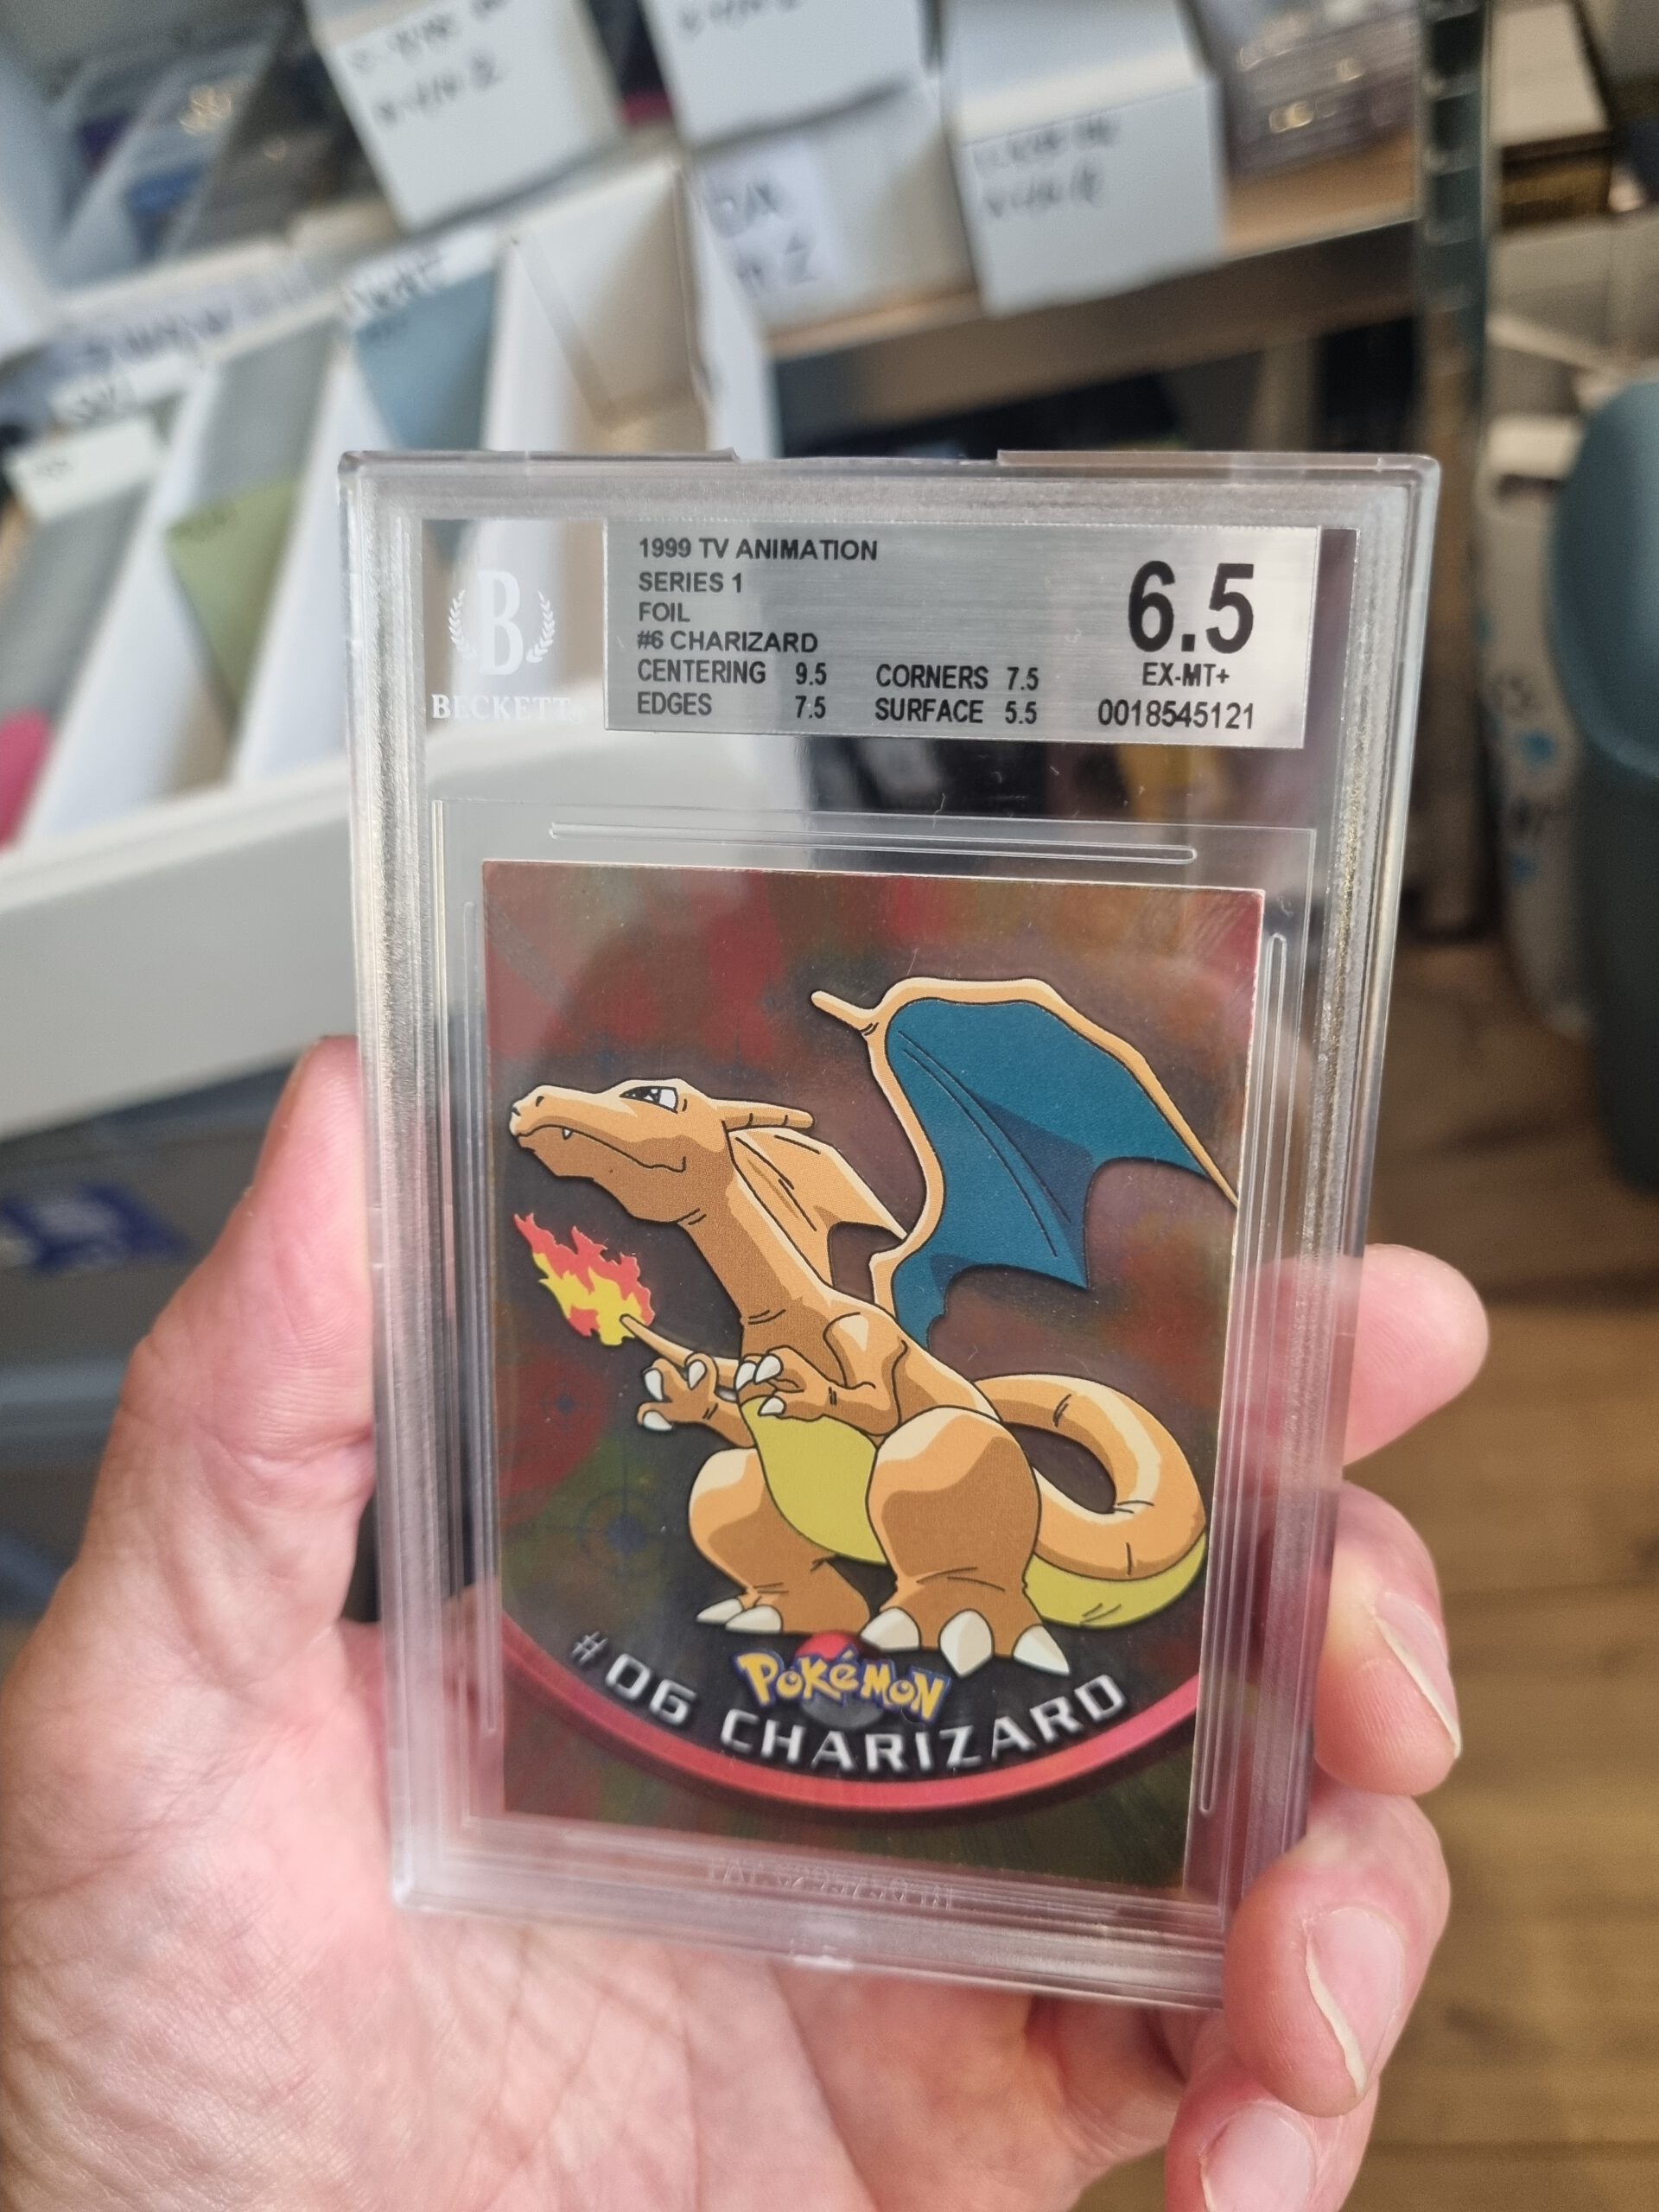 1999 TV ANIMATION
SERIES 1
FOIL
#6 CHARIZARD
CENTERING 9.5 CORNERS 7.5
EDGES 7.5 SURFACE 5.5
6.5
EX-MT+
0018545121
B
BECKETT
POKéMON
#06 CHARIZARD